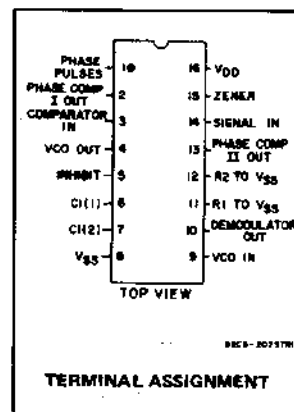 PHASE PULSES 1 16 VDD
PHASE COMP I OUT 2 15 ZENER
COMPARATOR IN 3 14 SIGNAL IN
VCO OUT 4 13 PHASE COMP II OUT
INHIBIT 5 12 R2 TO VSS
C1(1) 6 11 R1 TO VSS
C1(2) 7 10 DEMODULATOR OUT
VSS 8 9 VCO IN
TOP VIEW
TERMINAL ASSIGNMENT